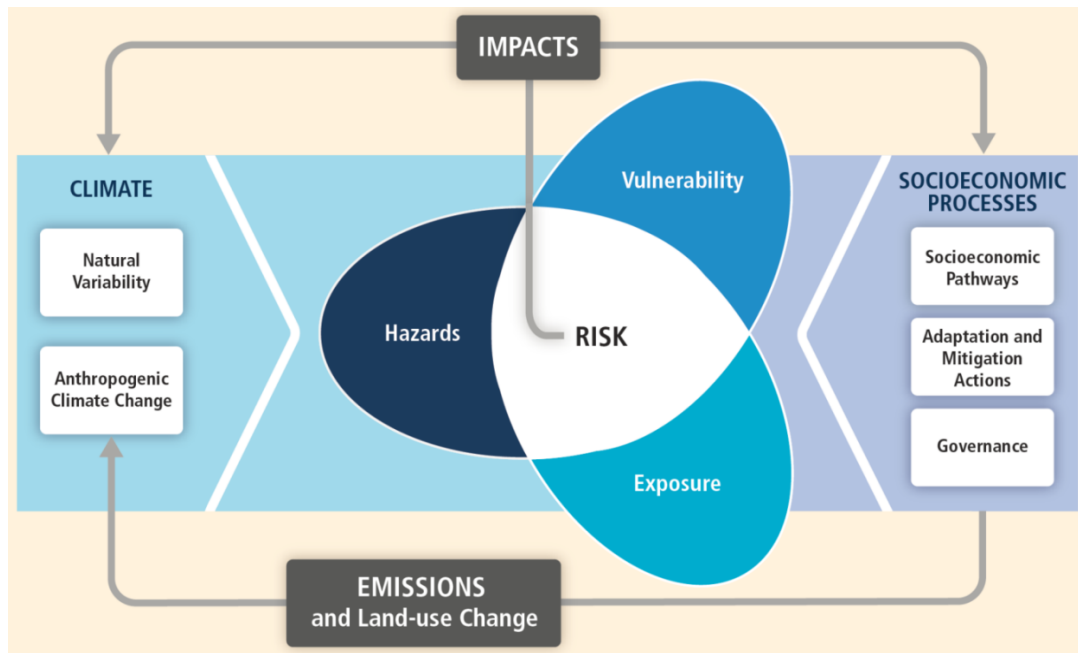 IMPACTS
CLIMATE
Natural
Variability
Anthropogenic
Climate Change
Vulnerability
Hazards
RISK
Exposure
SOCIOECONOMIC
PROCESSES
Socioeconomic
Pathways
Adaptation and
Mitigation
Actions
Governance
EMISSIONS
and Land-use Change